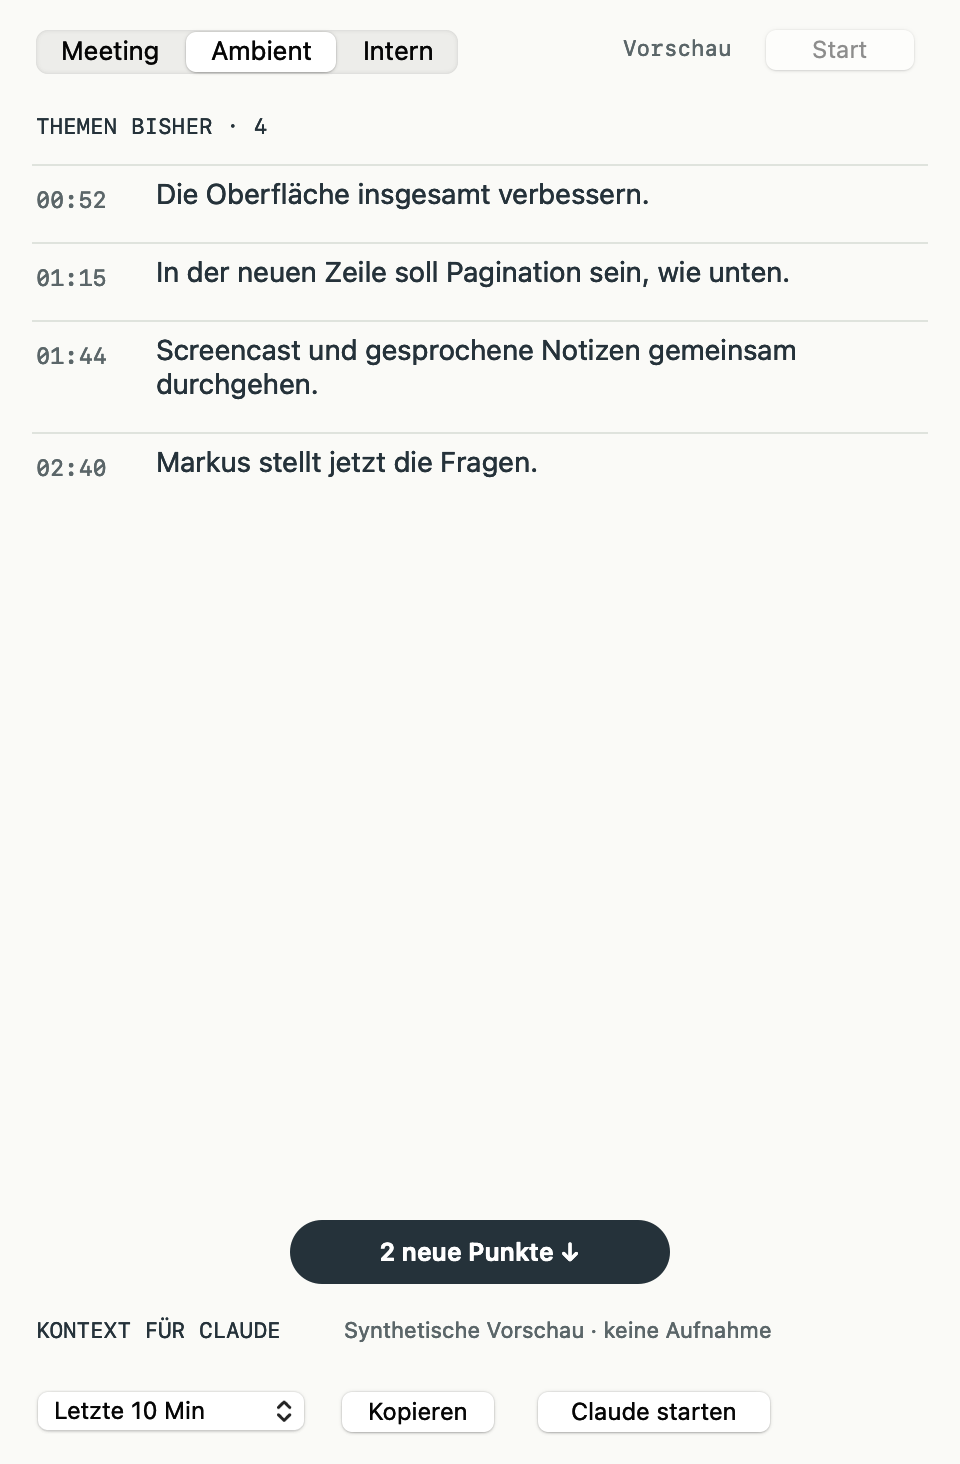 Meeting Ambient Intern Vorschau Start
THEMEN BISHER · 4
00:52 Die Oberfläche insgesamt verbessern.
01:15 In der neuen Zeile soll Pagination sein, wie unten.
01:44 Screencast und gesprochene Notizen gemeinsam
durchgehen.
02:40 Markus stellt jetzt die Fragen.
2 neue Punkte ↓
KONTEXT FÜR CLAUDE Synthetische Vorschau · keine Aufnahme
Letzte 10 Min Kopieren Claude starten